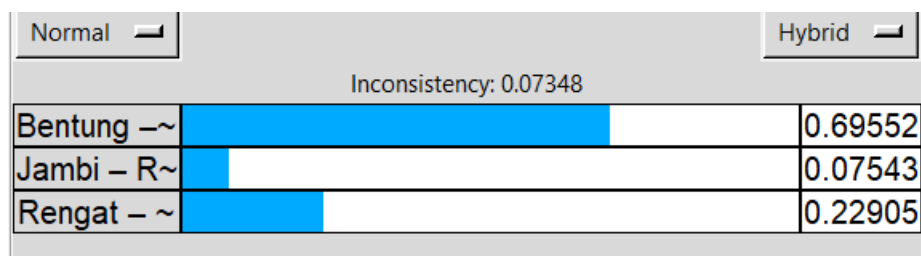 Normal Hybrid
Inconsistency: 0.07348
Bentung –~ 0.69552
Jambi – R~ 0.07543
Rengat – ~ 0.22905